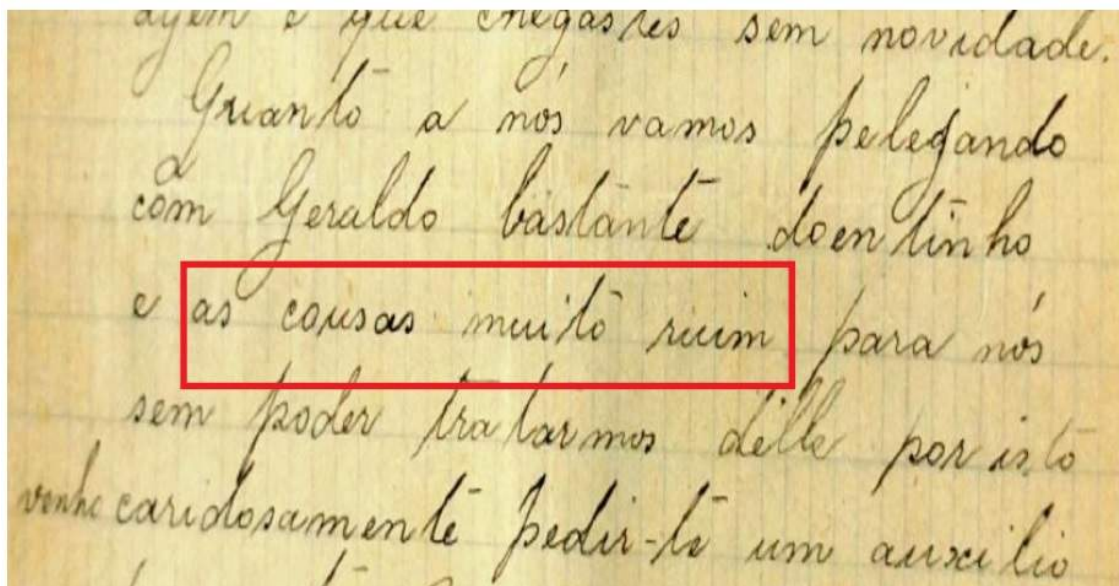 agem e que chegastes sem novidade.
Quanto a nós vamos pelejando
com Geraldo bastante doentinho
e as cousas muito ruim para nós
sem poder tratarmos delle por isto
venho caridosamente pedir-te um auxilio